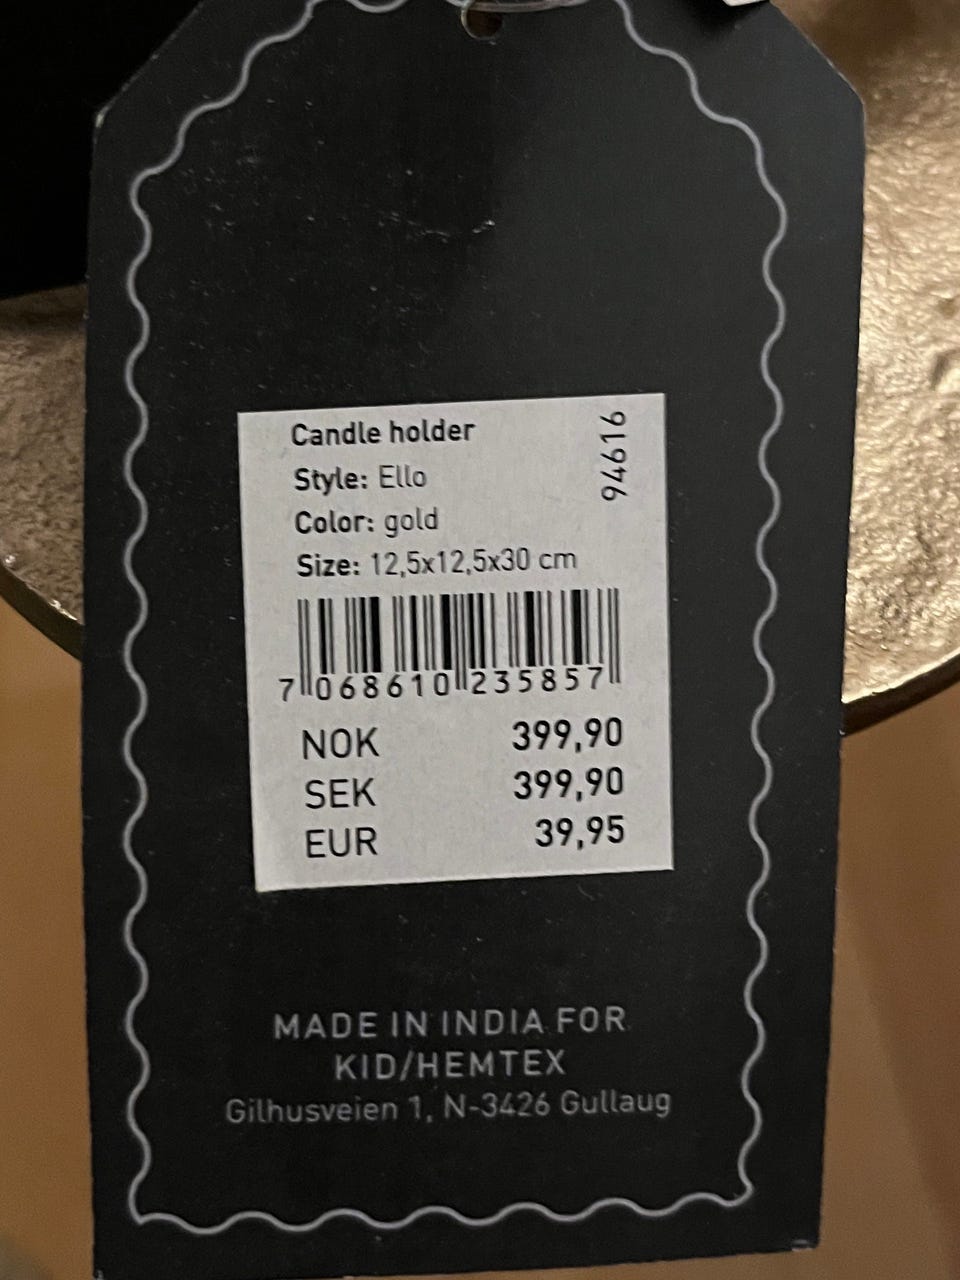 Candle holder
94616
Style: Ello
Color: gold
Size: 12,5x12,5x30 cm
7 068610 235857
NOK 399,90
SEK 399,90
EUR 39,95
MADE IN INDIA FOR
KID/HEMTEX
Gilhusveien 1, N-3426 Gullaug